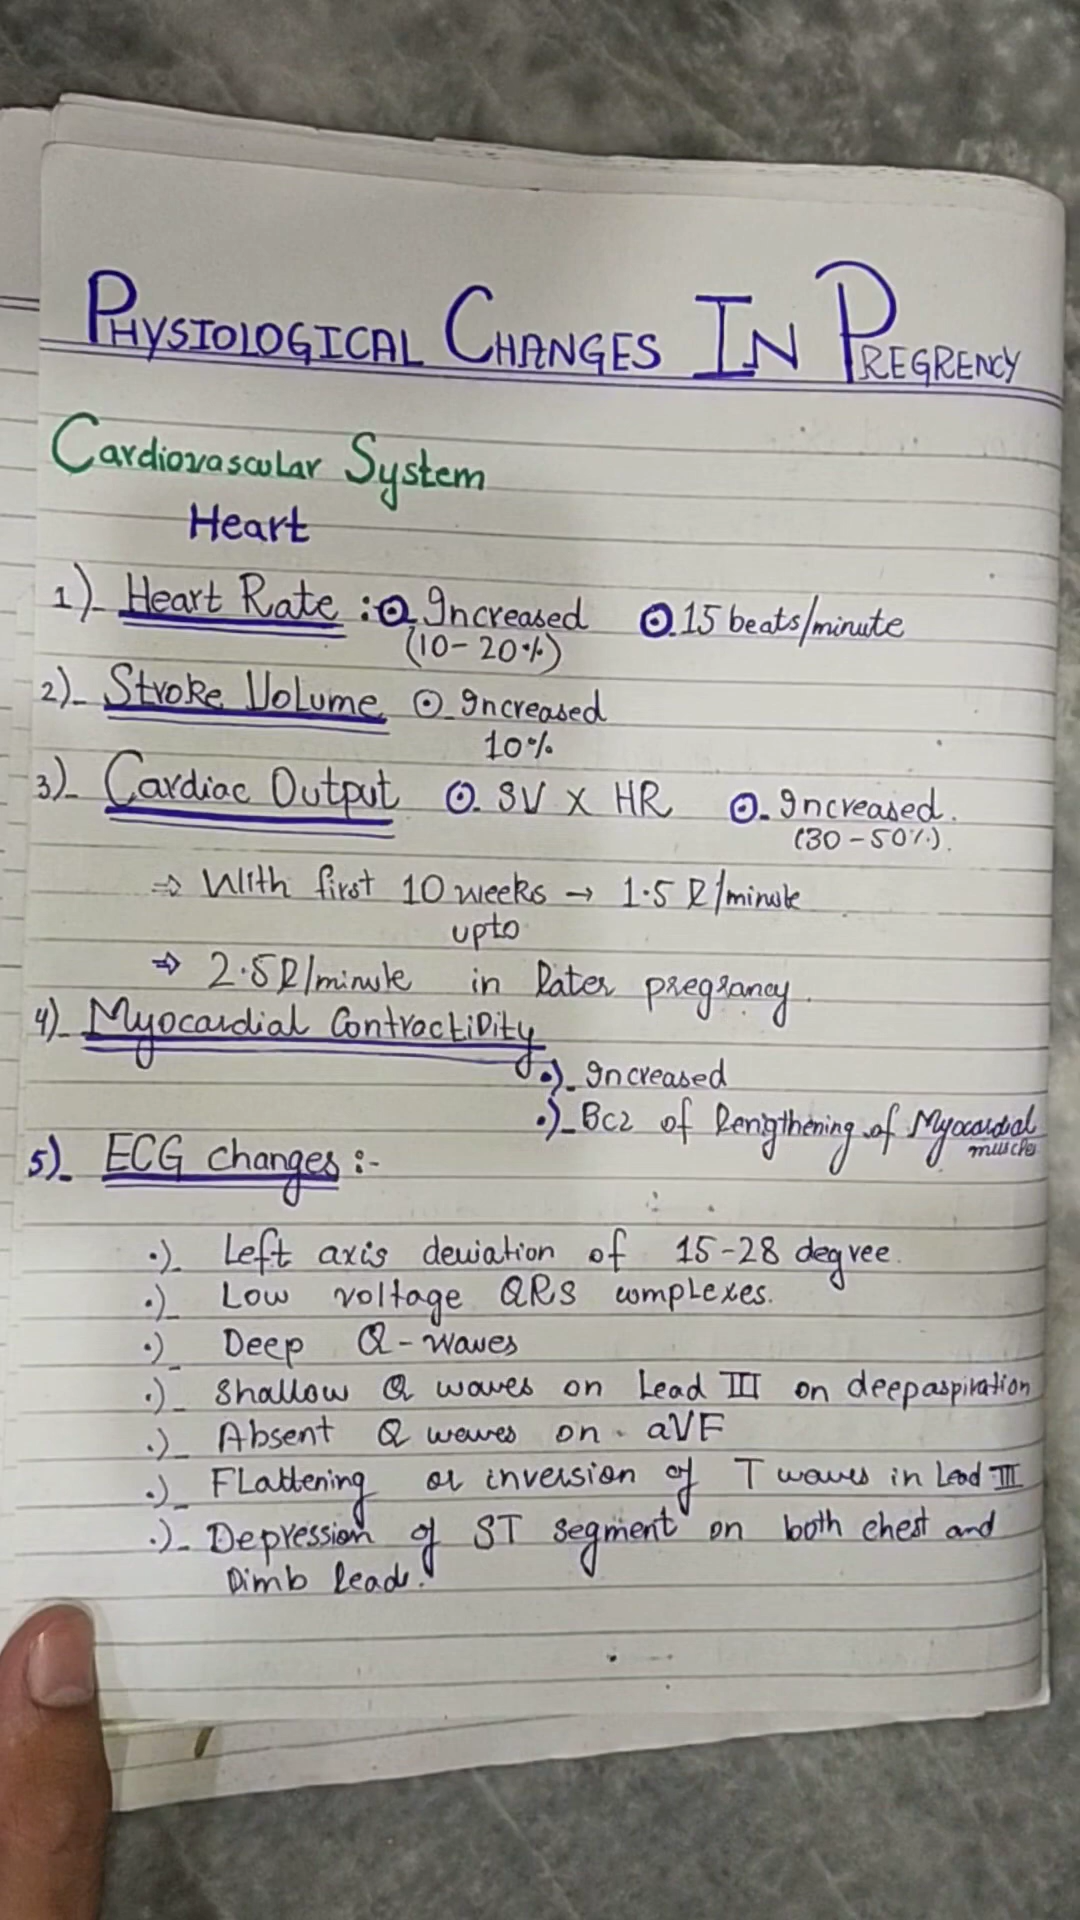 PHYSIOLOGICAL CHANGES IN PREGRENCY
Cardiovascular System
Heart
1)_ Heart Rate : Increased 15 beats/minute
(10-20%)
2)_ Stroke Volume Increased
10%
3)_ Cardiac Output SV X HR Increased.
(30-50%).
⇒ With first 10 weeks → 1.5 l/minute
upto
⇒ 2.5 l/minute in later pregnancy.
4)_ Myocardial Contractility
•)_ Increased
•)_ Bcz of lengthening of Myocardial
muscles
5)_ ECG changes :-
•)_ Left axis deviation of 15-28 degree.
•)_ Low voltage QRS complexes.
•)_ Deep Q-waves
•)_ Shallow Q waves on Lead III on deepaspiration
•)_ Absent Q waves on aVF
•)_ Flattening or inversion of T waves in Lead III
•)_ Depression of ST segment on both chest and
limb leads.